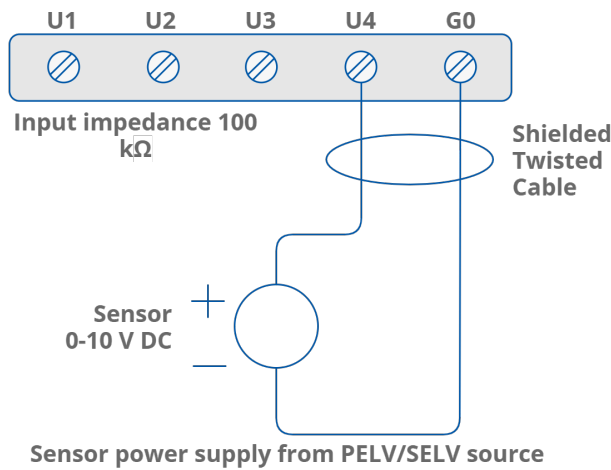 U1 U2 U3 U4 G0
Input impedance 100
kΩ
Shielded
Twisted
Cable
+
Sensor
0-10 V DC
—
Sensor power supply from PELV/SELV source